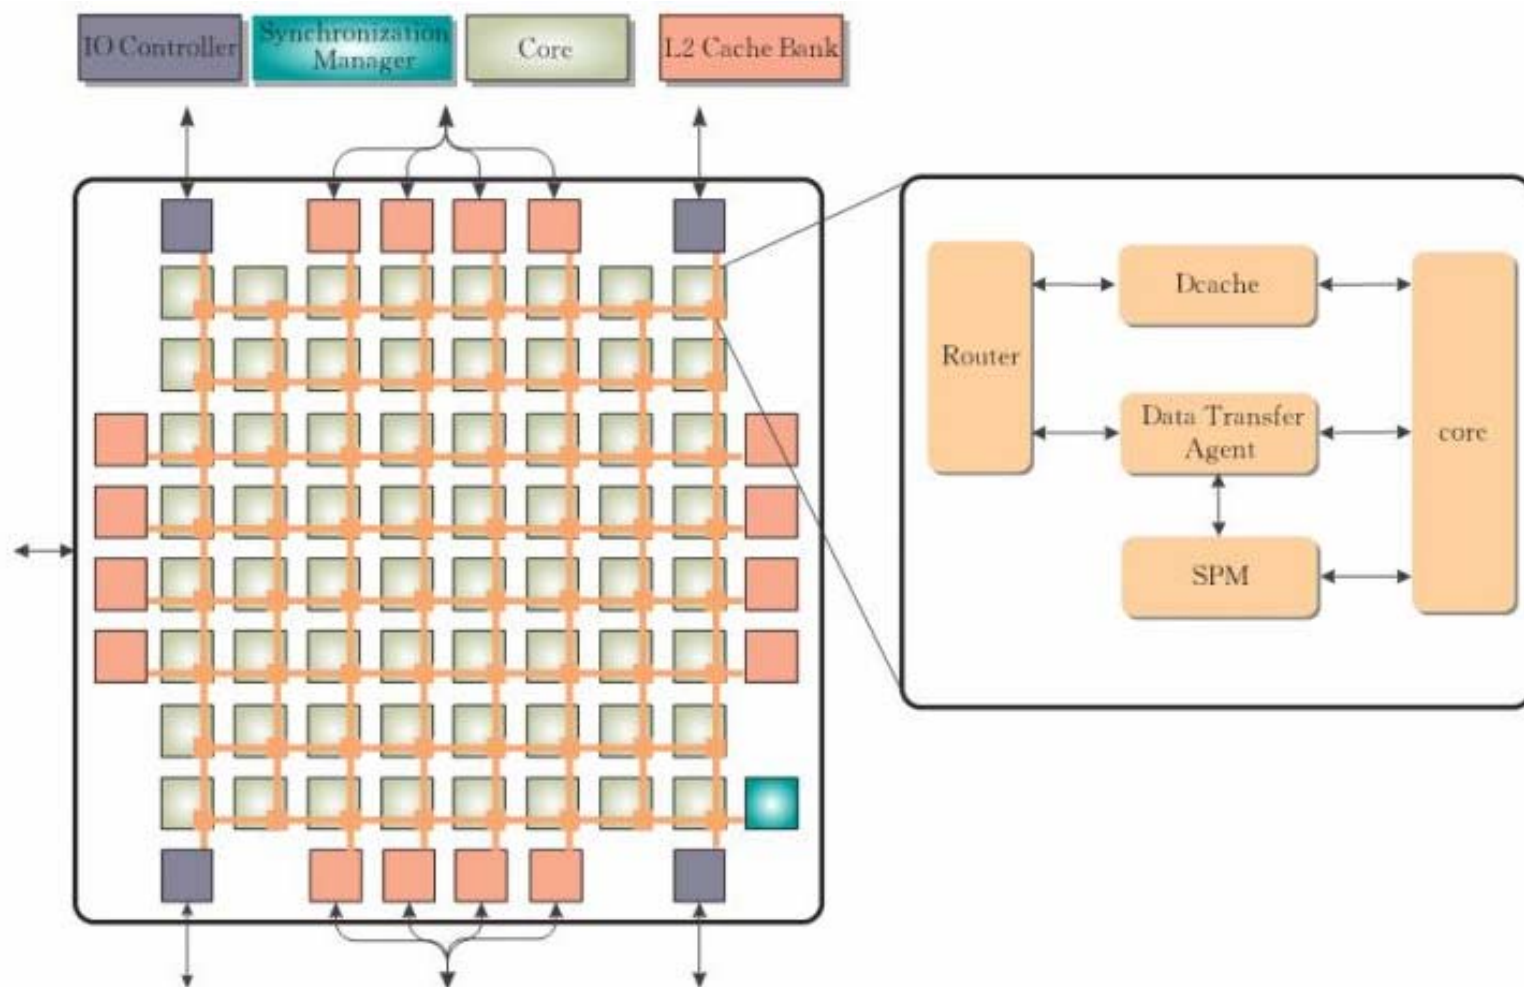 IO Controller
Synchronization
Manager
Core
L2 Cache Bank
Router
Dcache
Data Transfer
Agent
SPM
core